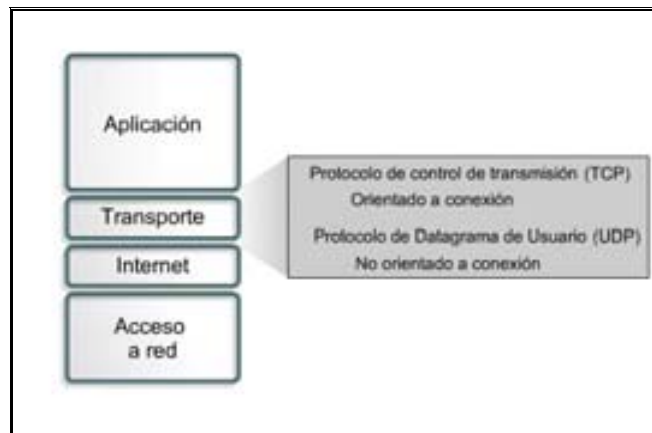 Aplicación
Transporte
Internet
Acceso
a red
Protocolo de control de transmisión (TCP)
Orientado a conexión
Protocolo de Datagrama de Usuario (UDP)
No orientado a conexión